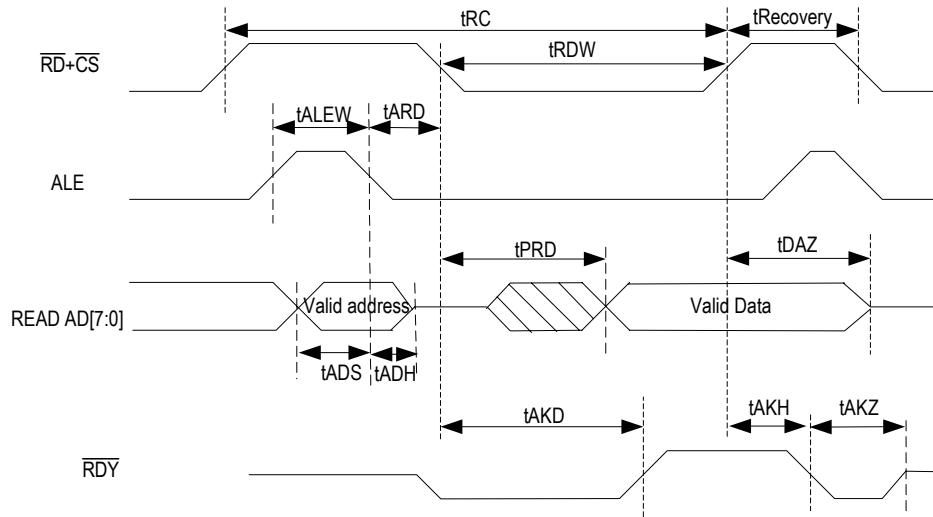 tRC
tRecovery
tRDW
RD+CS
tALEW
tARD
ALE
tPRD
tDAZ
READ AD[7:0]
Valid address
Valid Data
tADS
tADH
tAKD
tAKH
tAKZ
RDY